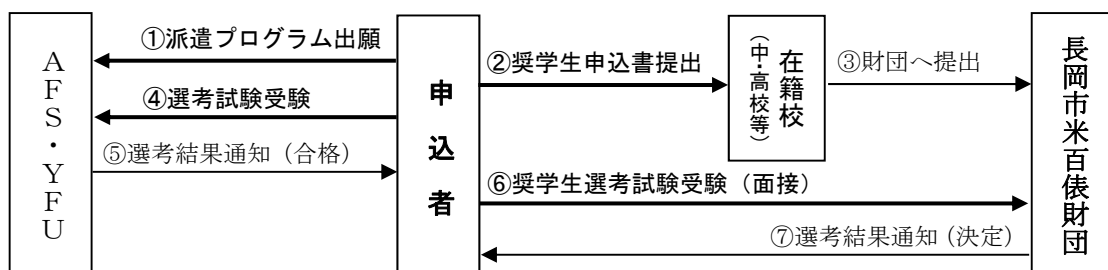 AFS・YFU
①派遣プログラム出願
④選考試験受験
⑤選考結果通知（合格）
申込者
②奨学生申込書提出
在籍校
（中・高校等）
③財団へ提出
⑥奨学生選考試験受験（面接）
⑦選考結果通知（決定）
長岡市米百俵財団